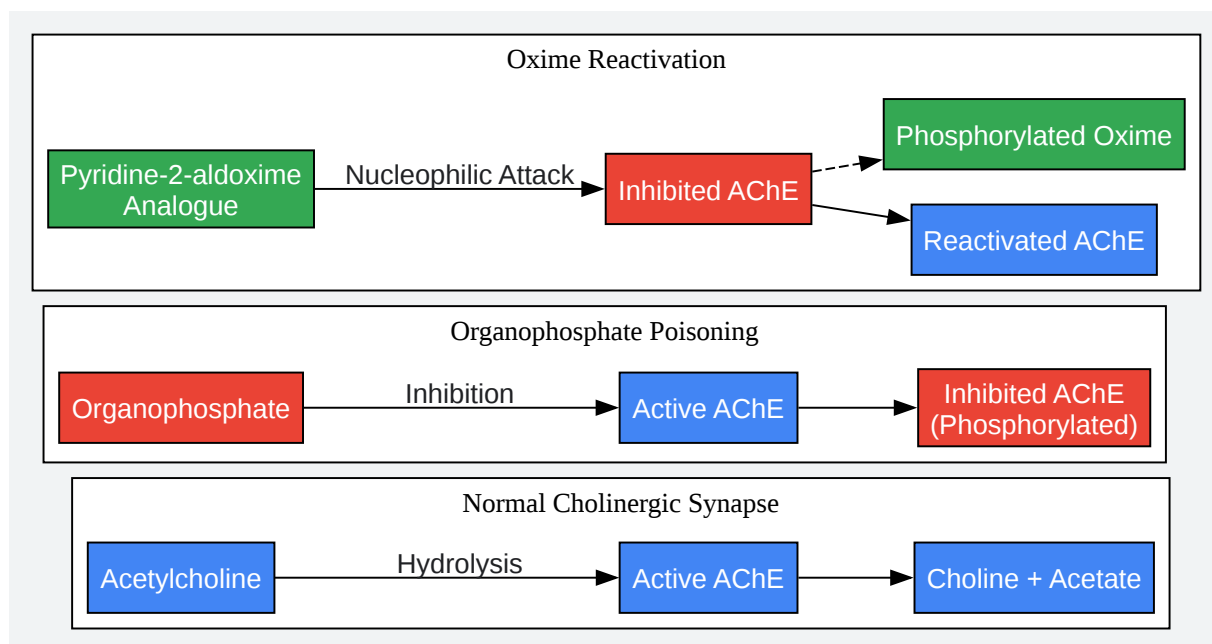 Oxime Reactivation
Pyridine-2-aldoxime
Analogue
Nucleophilic Attack
Inhibited AChE
Phosphorylated Oxime
Reactivated AChE
Organophosphate Poisoning
Organophosphate
Inhibition
Active AChE
Inhibited AChE
(Phosphorylated)
Normal Cholinergic Synapse
Acetylcholine
Hydrolysis
Active AChE
Choline + Acetate